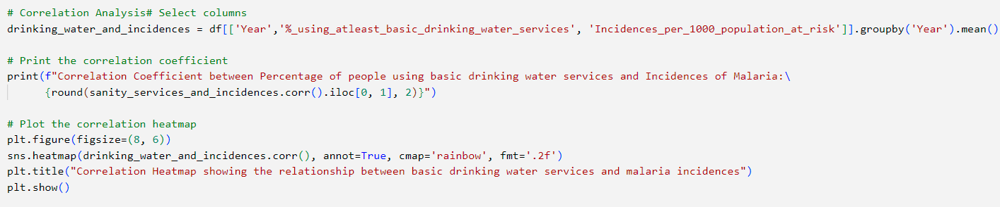 # Correlation Analysis# Select columns
drinking_water_and_incidences = df[['Year','%_using_atleast_basic_drinking_water_services', 'Incidences_per_1000_population_at_risk']].groupby('Year').mean()
# Print the correlation coefficient
print(f"Correlation Coefficient between Percentage of people using basic drinking water services and Incidences of Malaria:\
{round(sanity_services_and_incidences.corr().iloc[0, 1], 2)}")
# Plot the correlation heatmap
plt.figure(figsize=(8, 6))
sns.heatmap(drinking_water_and_incidences.corr(), annot=True, cmap='rainbow', fmt='.2f')
plt.title("Correlation Heatmap showing the relationship between basic drinking water services and malaria incidences")
plt.show()